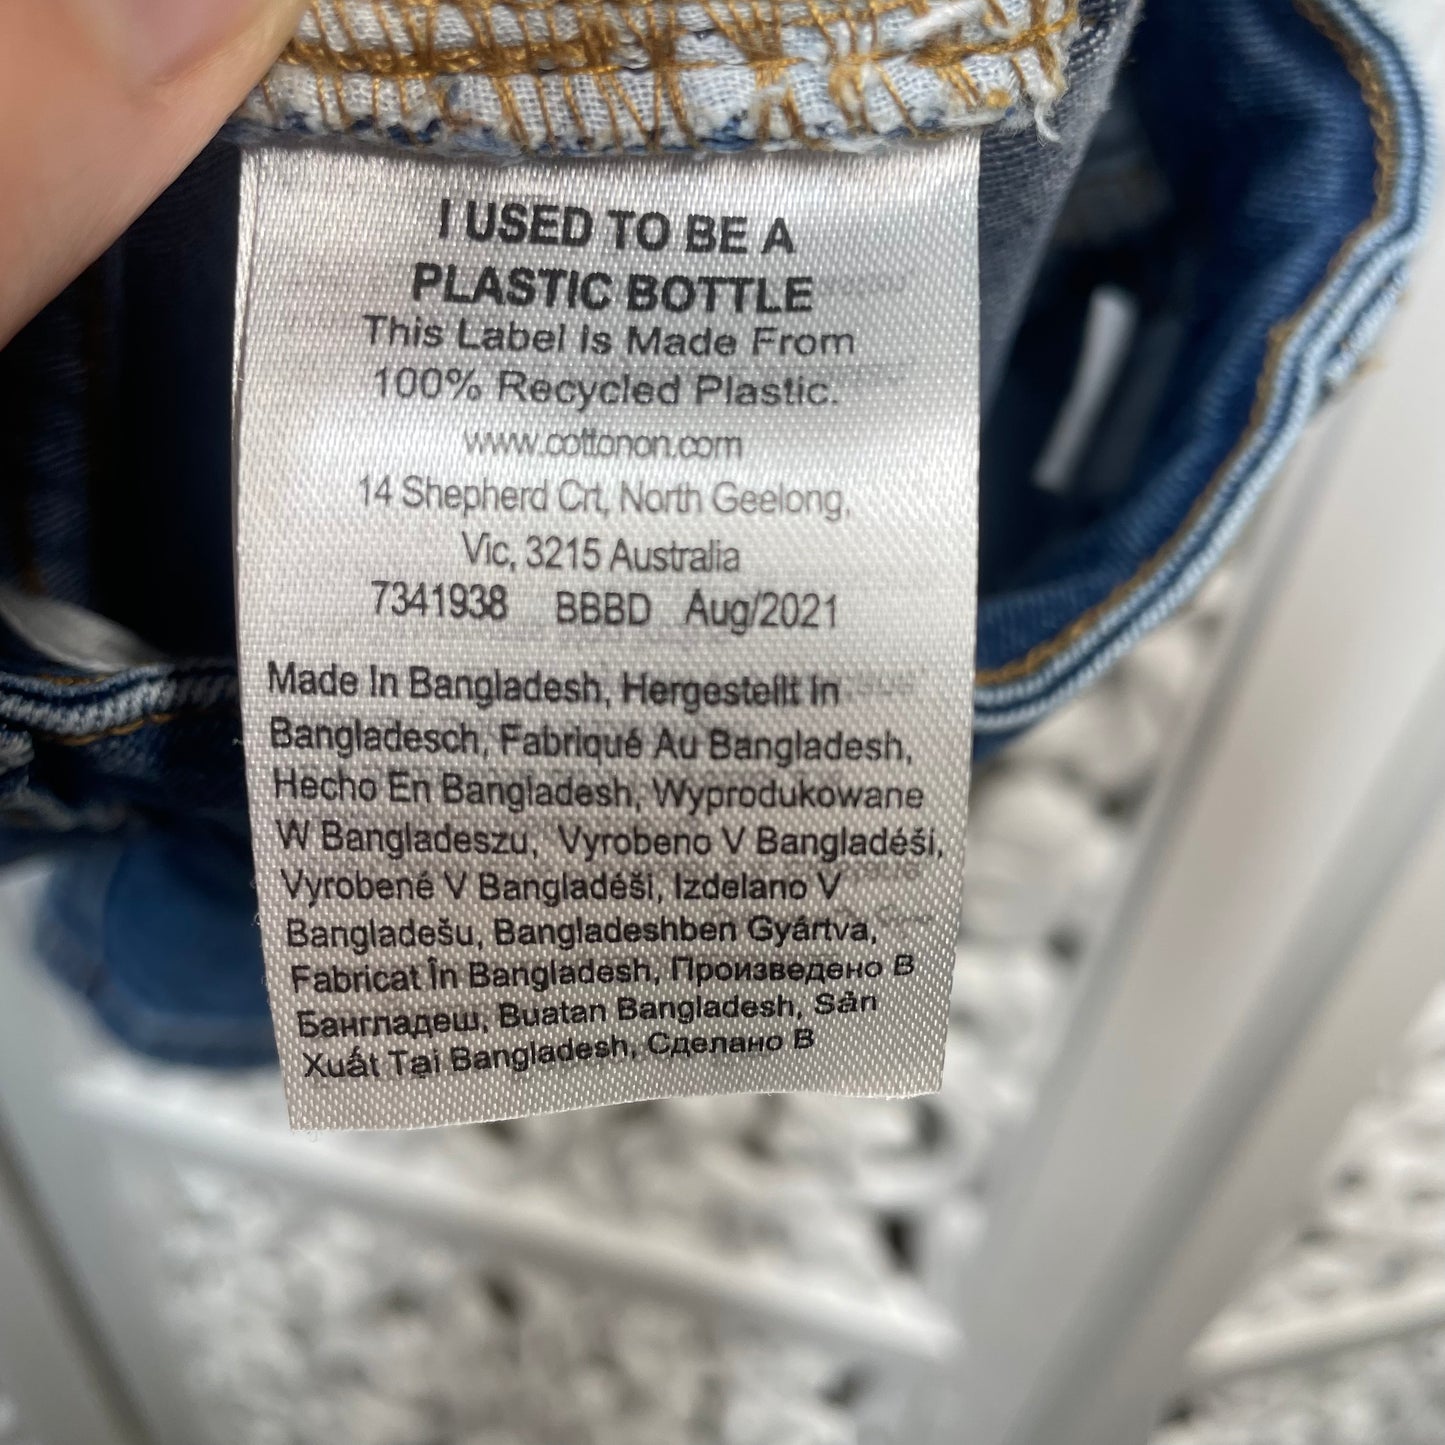 I USED TO BE A
PLASTIC BOTTLE
This Label Is Made From
100% Recycled Plastic.
www.cottonon.com
14 Shepherd Crt, North Geelong,
Vic, 3215 Australia
7341938 BBBD Aug/2021
Made In Bangladesh, Hergestellt In
Bangladesch, Fabriqué Au Bangladesh,
Hecho En Bangladesh, Wyprodukowane
W Bangladeszu, Vyrobeno V Bangladéši,
Vyrobené V Bangladéši, Izdelano V
Bangladešu, Bangladeshben Gyártva,
Fabricat În Bangladesh, Произведено В
Бангладеш, Buatan Bangladesh, Sản
Xuất Tại Bangladesh, Сделано В